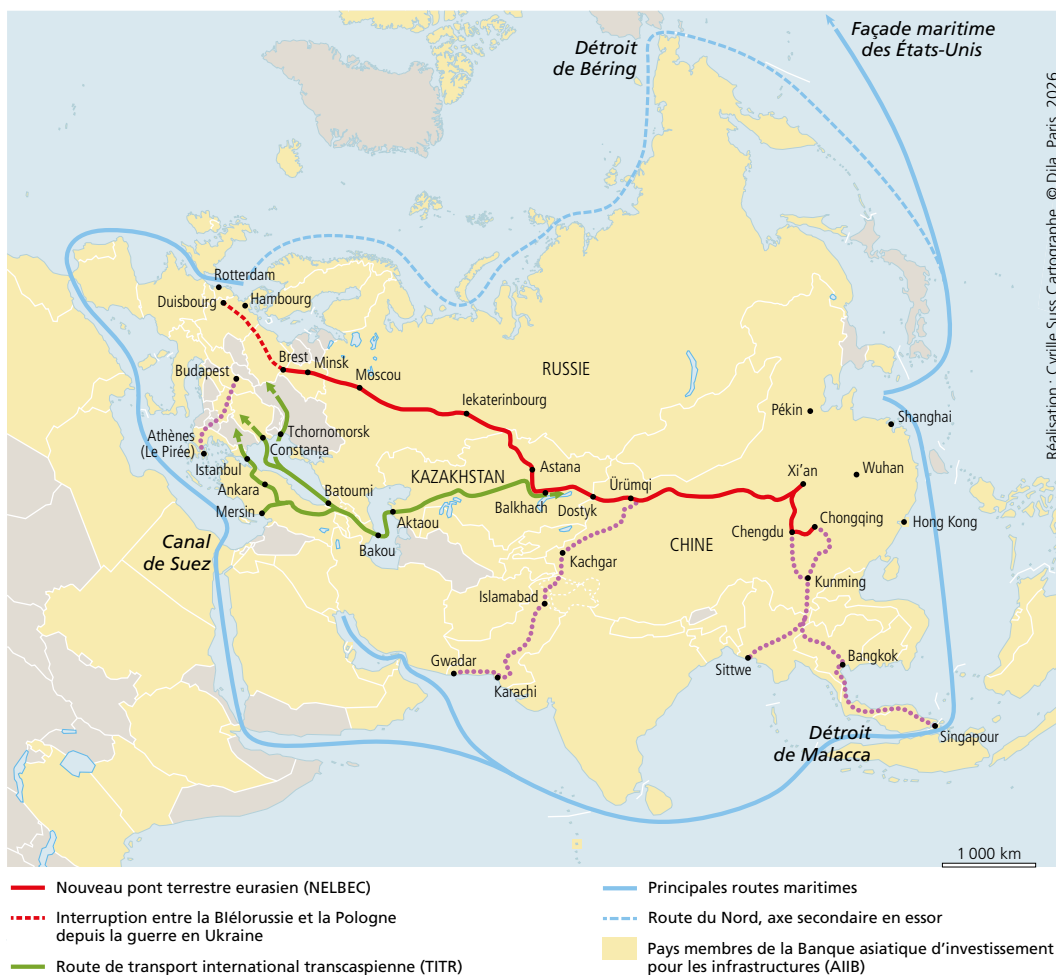 Façade maritime
des États-Unis
Détroit
de Béring
Réalisation : Cyrille Suss Cartographe. © Dila, Paris, 2026
Rotterdam
Duisbourg
Hambourg
Brest
Minsk
Moscou
RUSSIE
Budapest
Iekaterinbourg
Pékin
Shanghai
Athènes
(Le Pirée)
Tchornomorsk
Constanta
Istanbul
Astana
Xi'an
Wuhan
KAZAKHSTAN
Ürümqi
Ankara
Batoumi
Balkhach
Dostyk
Mersin
Aktaou
Chengdu
Chongqing
Hong Kong
Canal
de Suez
Bakou
CHINE
Kachgar
Kunming
Islamabad
Gwadar
Sittwe
Bangkok
Karachi
Détroit
de Malacca
Singapour
1 000 km
Nouveau pont terrestre eurasien (NELBEC)
Interruption entre la BIélorussie et la Pologne
depuis la guerre en Ukraine
Route de transport international transcaspienne (TITR)
Principales routes maritimes
Route du Nord, axe secondaire en essor
Pays membres de la Banque asiatique d'investissement
pour les infrastructures (AIIB)